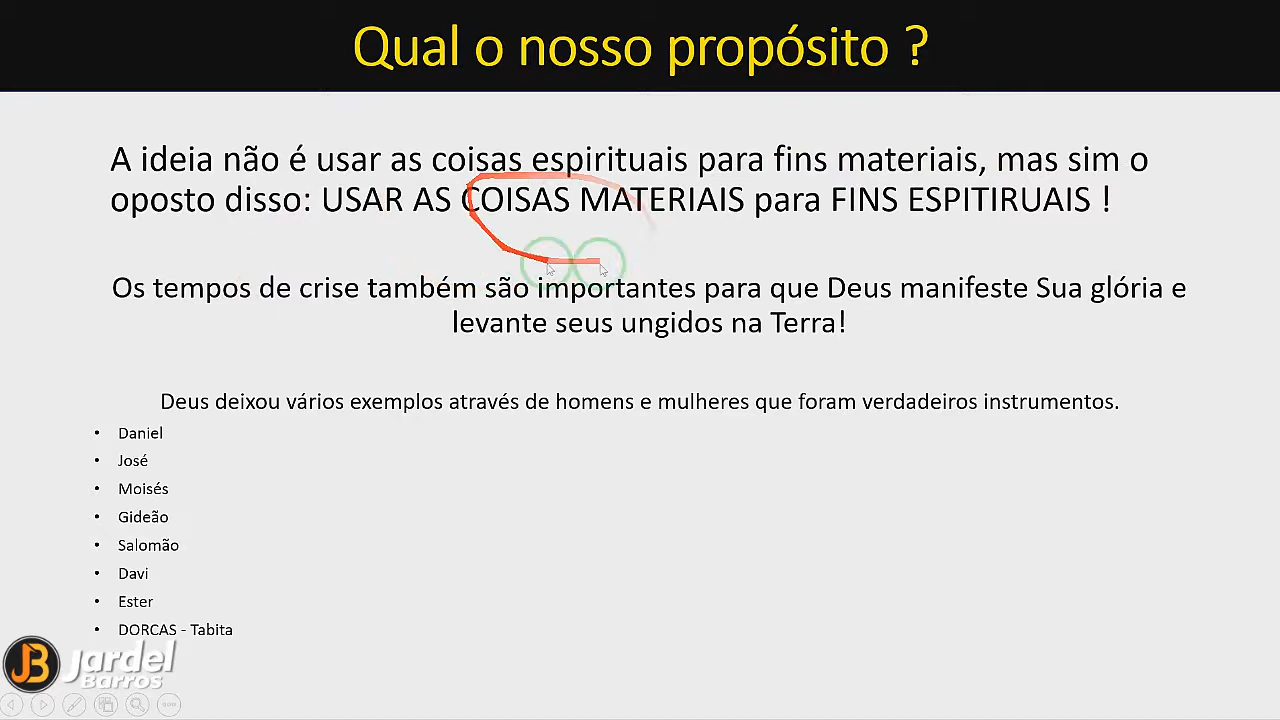 Qual o nosso propósito ?
A ideia não é usar as coisas espirituais para fins materiais, mas sim o
oposto disso: USAR AS COISAS MATERIAIS para FINS ESPITIRUAIS !
Os tempos de crise também são importantes para que Deus manifeste Sua glória e
levante seus ungidos na Terra!
Deus deixou vários exemplos através de homens e mulheres que foram verdadeiros instrumentos.
• Daniel
• José
• Moisés
• Gideão
• Salomão
• Davi
• Ester
• DORCAS - Tabita
JB Jardel
Barros